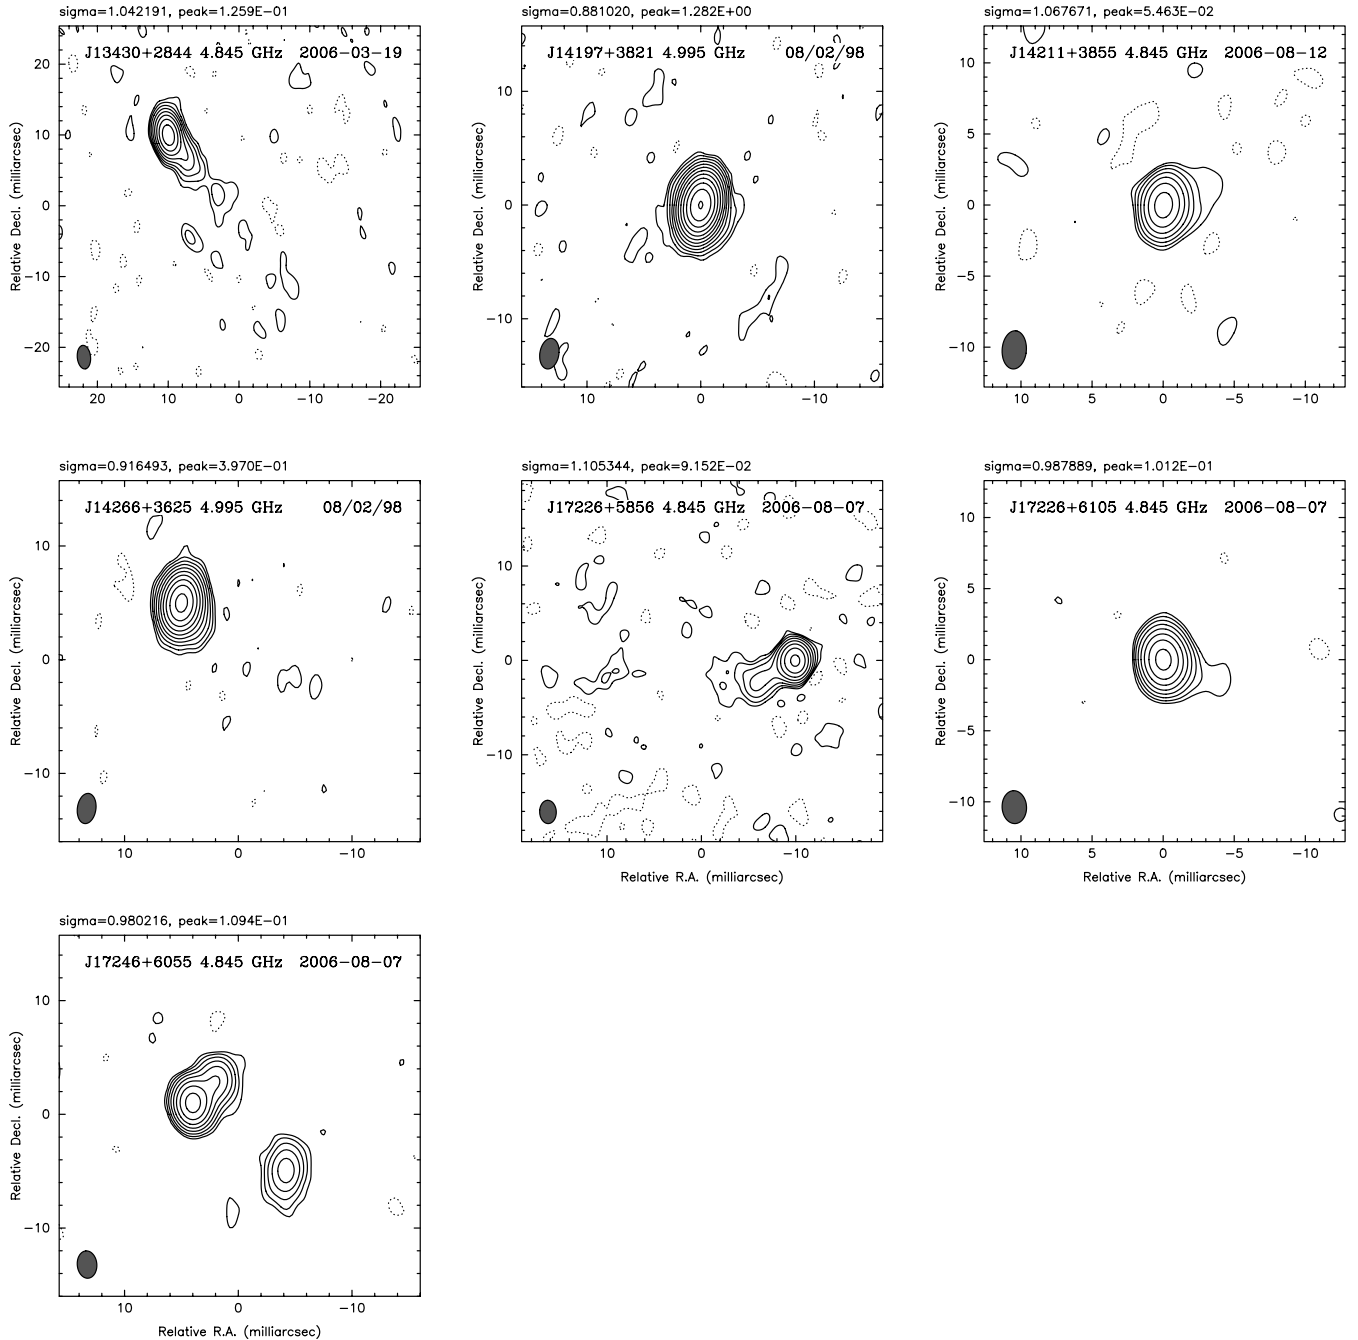 sigma=1.042191, peak=1.259E−01
J13430+2844 4.845 GHz 2006−03−19
Relative Decl. (milliarcsec)
20
10
0
−10
−20
20 10 0 −10 −20
sigma=0.881020, peak=1.282E+00
J14197+3821 4.995 GHz 08/02/98
Relative Decl. (milliarcsec)
10
0
−10
10 0 −10
sigma=1.067671, peak=5.463E−02
J14211+3855 4.845 GHz 2006−08−12
Relative Decl. (milliarcsec)
10
5
0
−5
−10
10 5 0 −5 −10
sigma=0.916493, peak=3.970E−01
J14266+3625 4.995 GHz 08/02/98
Relative Decl. (milliarcsec)
10
0
−10
10 0 −10
sigma=1.105344, peak=9.152E−02
J17226+5856 4.845 GHz 2006−08−07
Relative Decl. (milliarcsec)
10
0
−10
10 0 −10
Relative R.A. (milliarcsec)
sigma=0.987889, peak=1.012E−01
J17226+6105 4.845 GHz 2006−08−07
Relative Decl. (milliarcsec)
10
5
0
−5
−10
10 5 0 −5 −10
Relative R.A. (milliarcsec)
sigma=0.980216, peak=1.094E−01
J17246+6055 4.845 GHz 2006−08−07
Relative Decl. (milliarcsec)
10
0
−10
10 0 −10
Relative R.A. (milliarcsec)